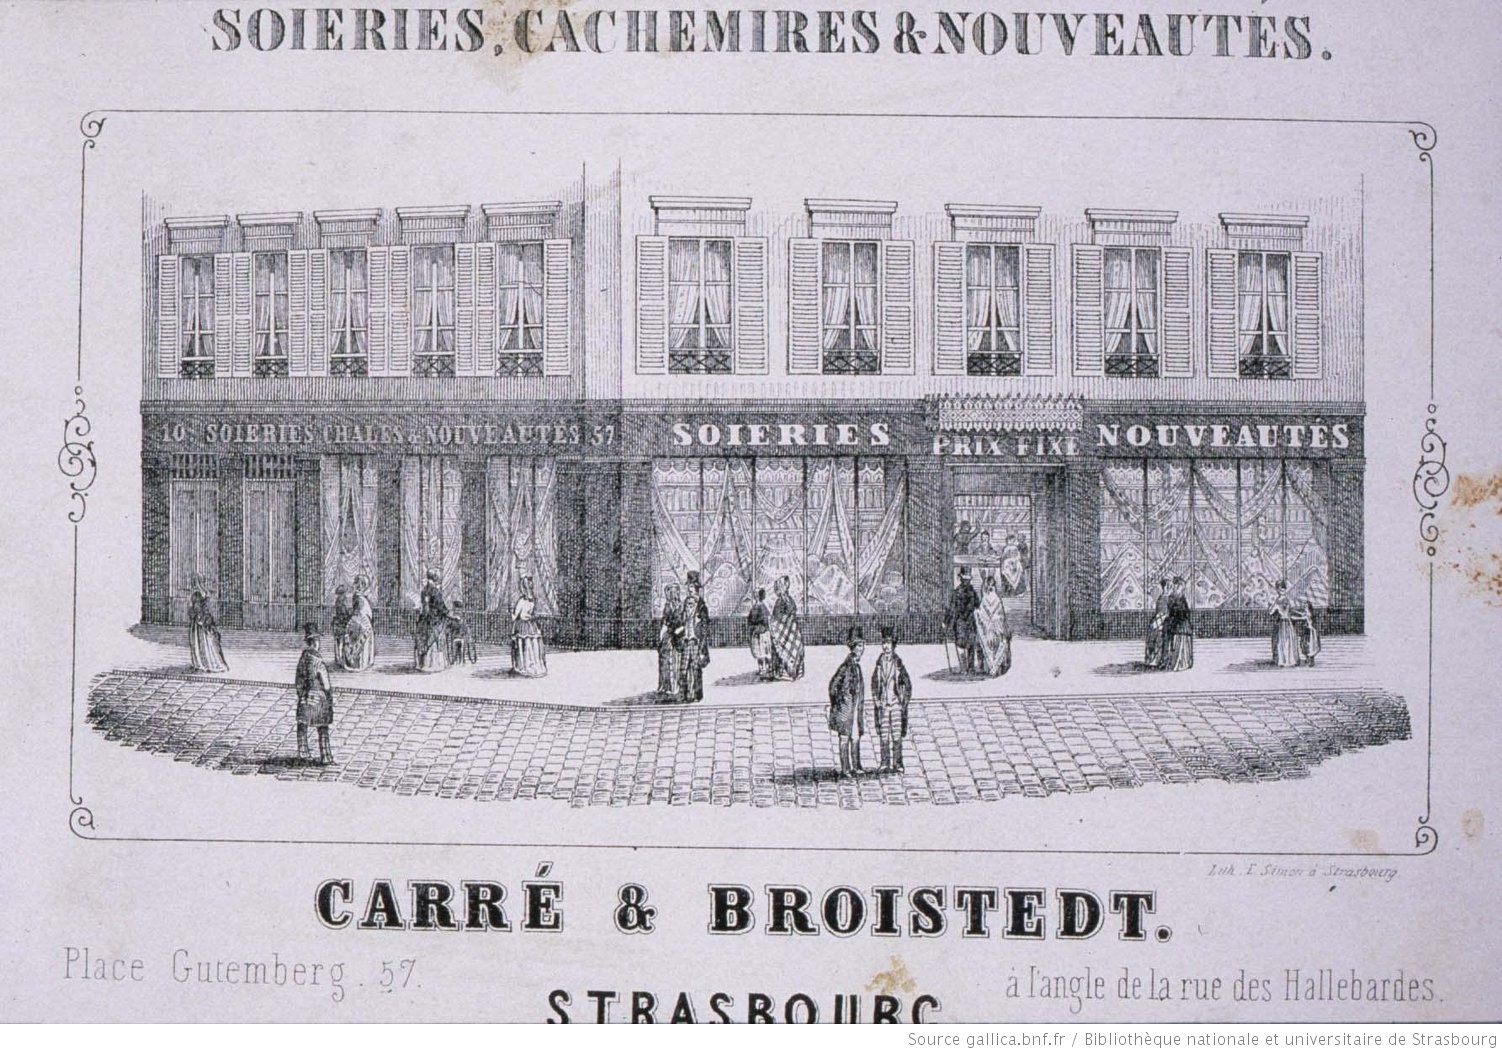 SOIERIES, CACHEMIRES & NOUVEAUTÉS.
10 SOIERIES CHALES & NOUVEAUTÉS 57
SOIERIES
PRIX FIXE
NOUVEAUTÉS
Lith. E. Simon à Strasbourg.
CARRÉ & BROISTEDT.
Place Gutemberg. 57.
à l'angle de la rue des Hallebardes.
STRASBOURG
Source gallica.bnf.fr / Bibliothèque nationale et universitaire de Strasbourg